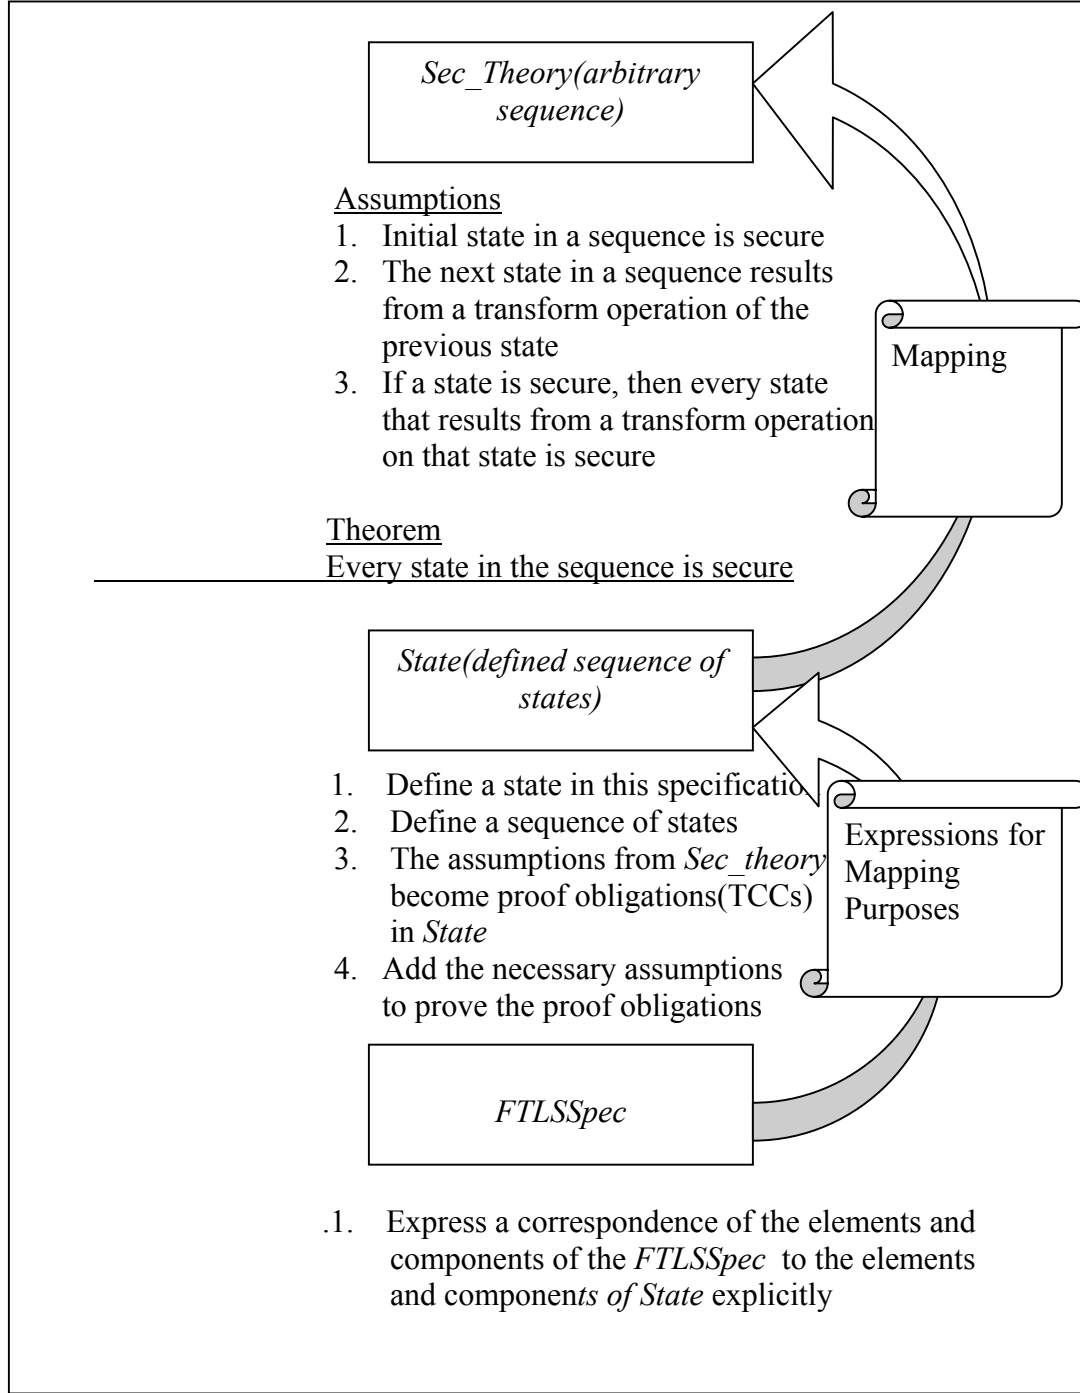 Sec_Theory(arbitrary
sequence)
Assumptions
1. Initial state in a sequence is secure
2. The next state in a sequence results
from a transform operation of the
previous state
3. If a state is secure, then every state
that results from a transform operation
on that state is secure
Mapping
Theorem
Every state in the sequence is secure
State(defined sequence of
states)
1. Define a state in this specificatio
2. Define a sequence of states
3. The assumptions from Sec_theory
become proof obligations(TCCs)
in State
4. Add the necessary assumptions
to prove the proof obligations
Expressions for
Mapping
Purposes
FTLSSpec
.1. Express a correspondence of the elements and
components of the FTLSSpec to the elements
and components of State explicitly